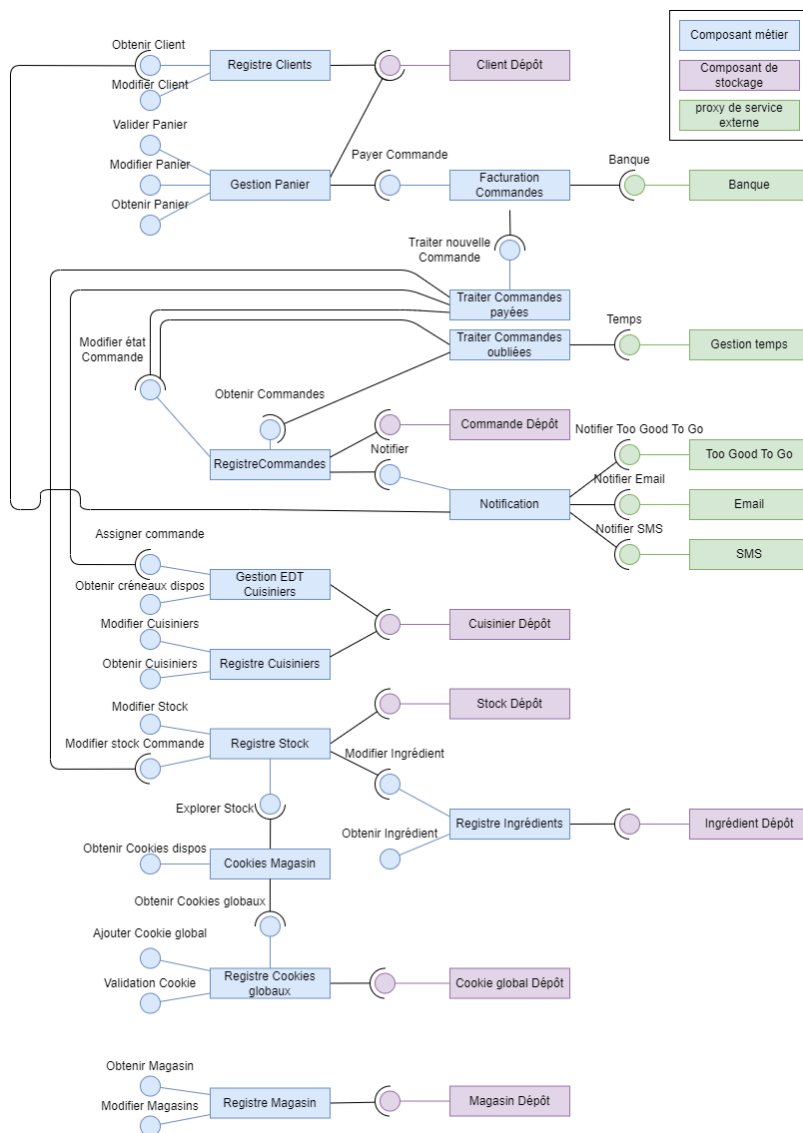 Composant métier
Composant de
stockage
proxy de service
externe
Obtenir Client
Registre Clients
Client Dépôt
Modifier Client
Valider Panier
Modifier Panier
Gestion Panier
Obtenir Panier
Payer Commande
Facturation
Commandes
Banque
Banque
Traiter nouvelle
Commande
Traiter Commandes
payées
Modifier état
Commande
Traiter Commandes
oubliées
Temps
Gestion temps
Obtenir Commandes
Commande Dépôt
RegistreCommandes
Notifier
Notifier Too Good To Go
Too Good To Go
Notification
Notifier Email
Email
Notifier SMS
SMS
Assigner commande
Gestion EDT
Cuisiniers
Obtenir créneaux dispos
Modifier Cuisiniers
Cuisinier Dépôt
Obtenir Cuisiniers
Registre Cuisiniers
Modifier Stock
Stock Dépôt
Modifier stock Commande
Registre Stock
Modifier Ingrédient
Explorer Stock
Registre Ingrédients
Ingrédient Dépôt
Obtenir Ingrédient
Obtenir Cookies dispos
Cookies Magasin
Obtenir Cookies globaux
Ajouter Cookie global
Validation Cookie
Registre Cookies
globaux
Cookie global Dépôt
Obtenir Magasin
Modifier Magasins
Registre Magasin
Magasin Dépôt